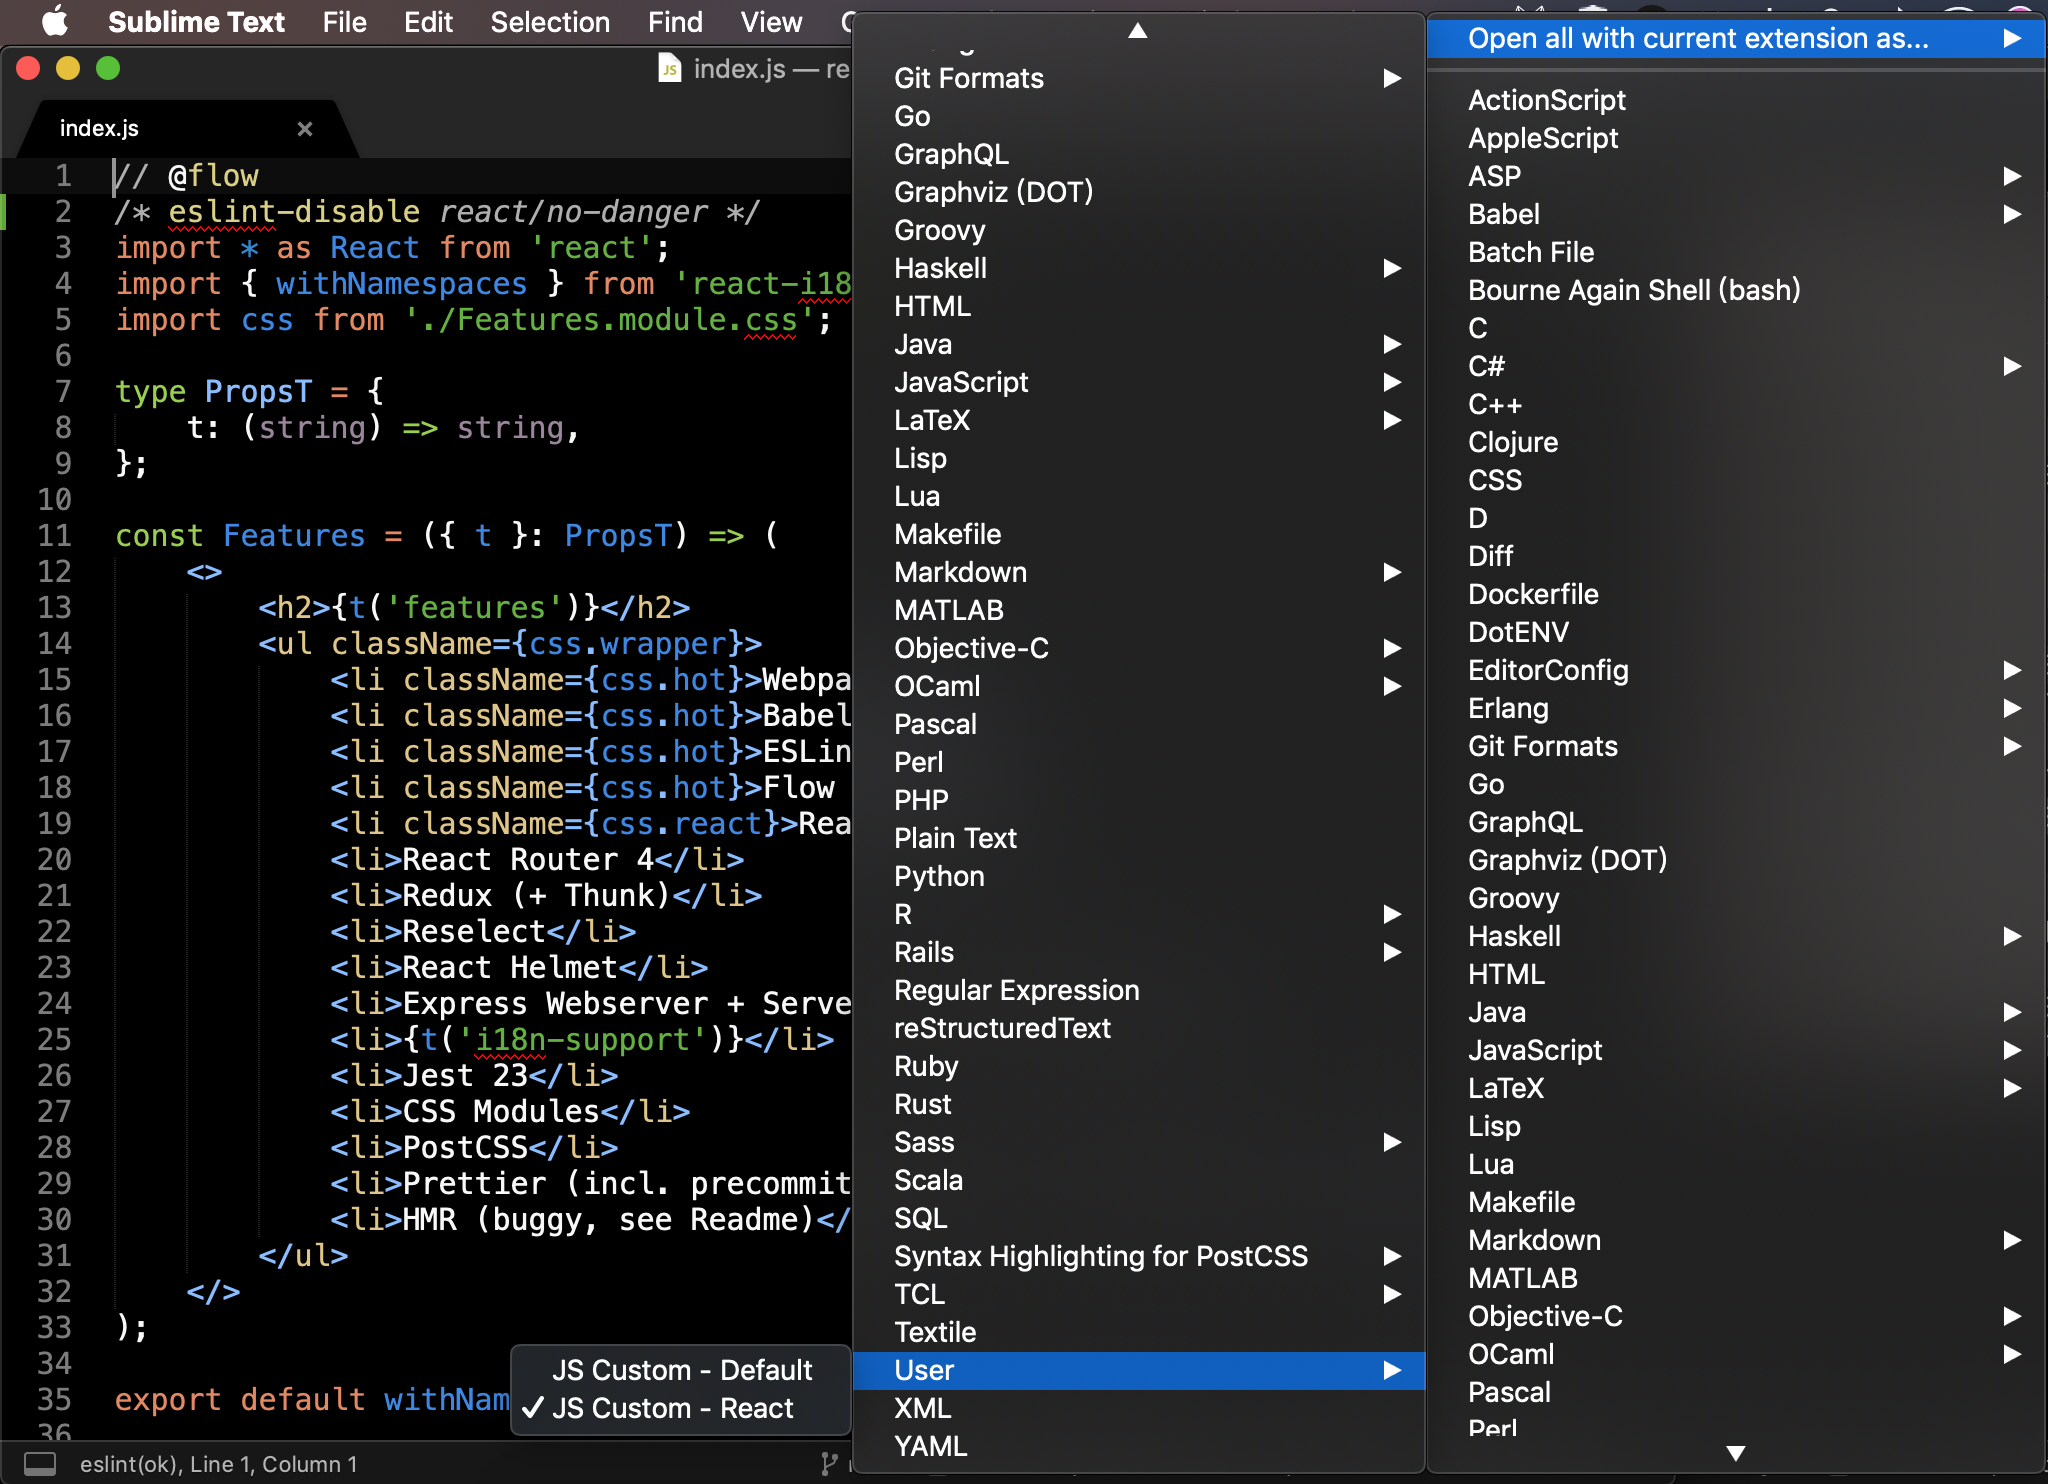 Sublime Text File Edit Selection Find View
index.js — re
index.js ×
1 // @flow
2 /* eslint-disable react/no-danger */
3 import * as React from 'react';
4 import { withNamespaces } from 'react-i18
5 import css from './Features.module.css';
6
7 type PropsT = {
8 t: (string) => string,
9 };
10
11 const Features = ({ t }: PropsT) => (
12 <>
13 <h2>{t('features')}</h2>
14 <ul className={css.wrapper}>
15 <li className={css.hot}>Webpa
16 <li className={css.hot}>Babel
17 <li className={css.hot}>ESLin
18 <li className={css.hot}>Flow
19 <li className={css.react}>Rea
20 <li>React Router 4</li>
21 <li>Redux (+ Thunk)</li>
22 <li>Reselect</li>
23 <li>React Helmet</li>
24 <li>Express Webserver + Serve
25 <li>{t('i18n-support')}</li>
26 <li>Jest 23</li>
27 <li>CSS Modules</li>
28 <li>PostCSS</li>
29 <li>Prettier (incl. precommit
30 <li>HMR (buggy, see Readme)</
31 </ul>
32 </>
33 );
34
35 export default withNam
36
eslint(ok), Line 1, Column 1
JS Custom - Default
✓ JS Custom - React
Git Formats
Go
GraphQL
Graphviz (DOT)
Groovy
Haskell
HTML
Java
JavaScript
LaTeX
Lisp
Lua
Makefile
Markdown
MATLAB
Objective-C
OCaml
Pascal
Perl
PHP
Plain Text
Python
R
Rails
Regular Expression
reStructuredText
Ruby
Rust
Sass
Scala
SQL
Syntax Highlighting for PostCSS
TCL
Textile
User
XML
YAML
Open all with current extension as...
ActionScript
AppleScript
ASP
Babel
Batch File
Bourne Again Shell (bash)
C
C#
C++
Clojure
CSS
D
Diff
Dockerfile
DotENV
EditorConfig
Erlang
Git Formats
Go
GraphQL
Graphviz (DOT)
Groovy
Haskell
HTML
Java
JavaScript
LaTeX
Lisp
Lua
Makefile
Markdown
MATLAB
Objective-C
OCaml
Pascal
Perl